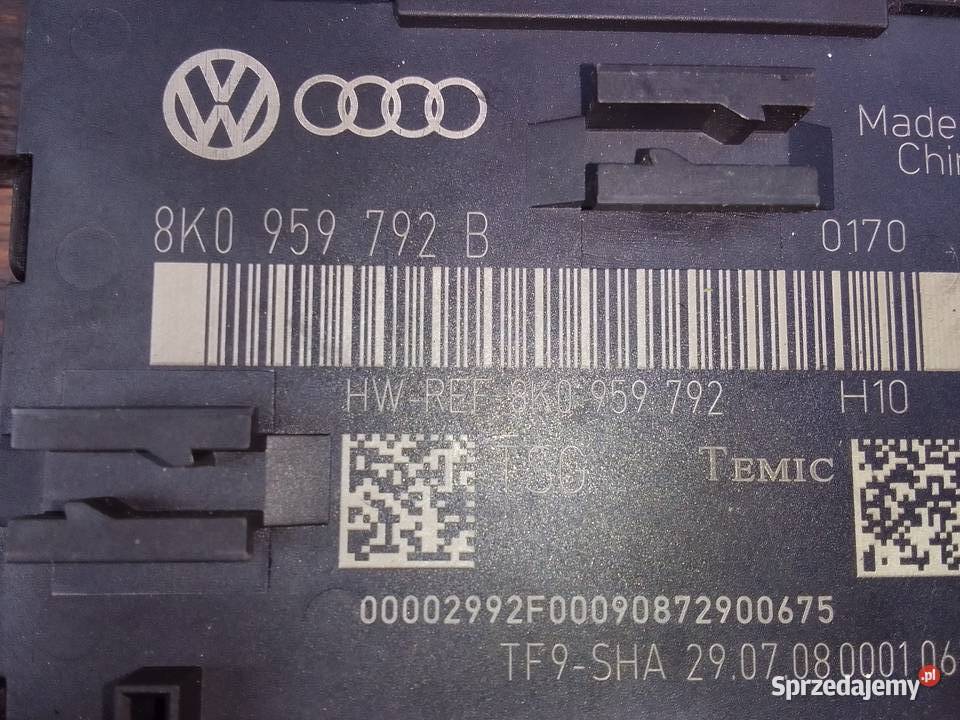 Made
Chin
8K0 959 792 B
0170
HW-REF 8K0 959 792
H10
TSG
TEMIC
00002992F00090872900675
TF9-SHA 29.07.08 000106
Sprzedajemy.pl